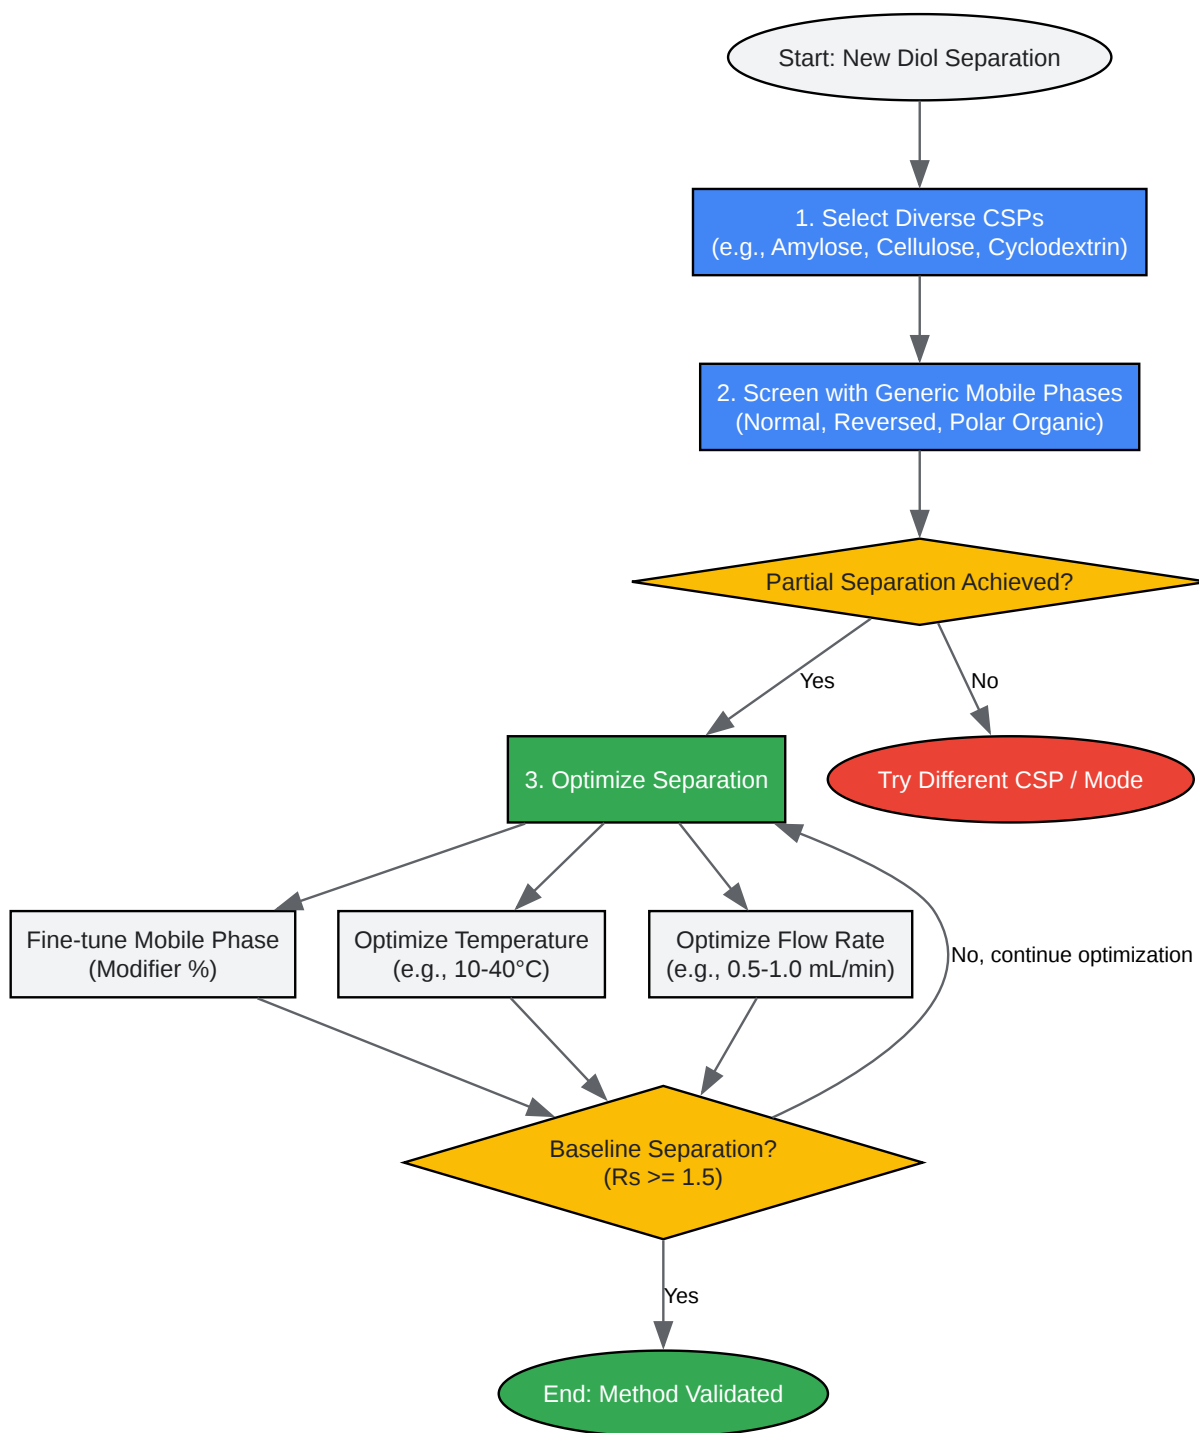 Start: New Diol Separation
1. Select Diverse CSPs
(e.g., Amylose, Cellulose, Cyclodextrin)
2. Screen with Generic Mobile Phases
(Normal, Reversed, Polar Organic)
Partial Separation Achieved?
Yes
No
3. Optimize Separation
Try Different CSP / Mode
Fine-tune Mobile Phase
(Modifier %)
Optimize Temperature
(e.g., 10-40°C)
Optimize Flow Rate
(e.g., 0.5-1.0 mL/min)
No, continue optimization
Baseline Separation?
(Rs >= 1.5)
Yes
End: Method Validated